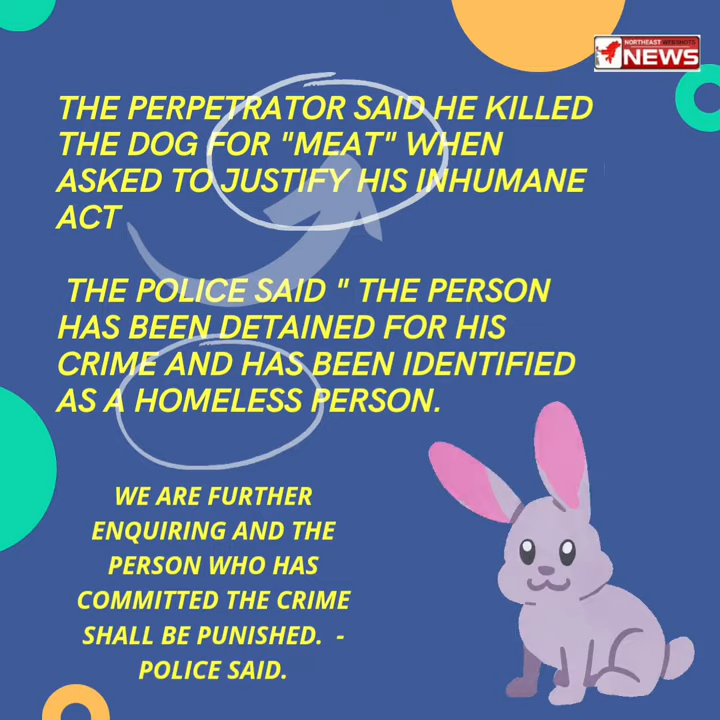 NORTHEAST WEBSHOTS
NEWS
THE PERPETRATOR SAID HE KILLED
THE DOG FOR "MEAT" WHEN
ASKED TO JUSTIFY HIS INHUMANE
ACT
THE POLICE SAID " THE PERSON
HAS BEEN DETAINED FOR HIS
CRIME AND HAS BEEN IDENTIFIED
AS A HOMELESS PERSON.
WE ARE FURTHER
ENQUIRING AND THE
PERSON WHO HAS
COMMITTED THE CRIME
SHALL BE PUNISHED. -
POLICE SAID.